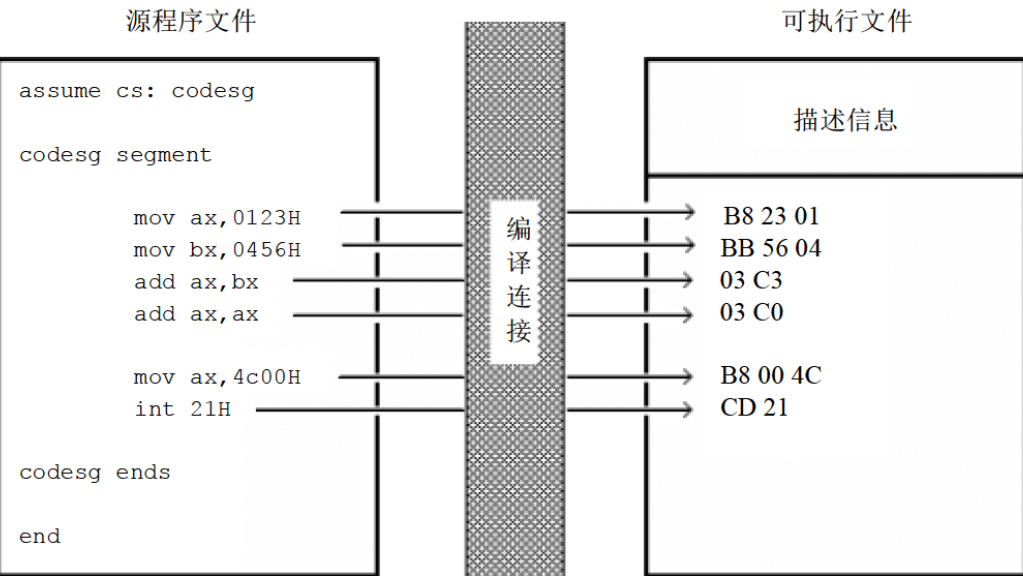 源程序文件
assume cs: codesg
codesg segment
mov ax,0123H
mov bx,0456H
add ax,bx
add ax,ax
mov ax,4c00H
int 21H
codesg ends
end
编译连接
可执行文件
描述信息
B8 23 01
BB 56 04
03 C3
03 C0
B8 00 4C
CD 21